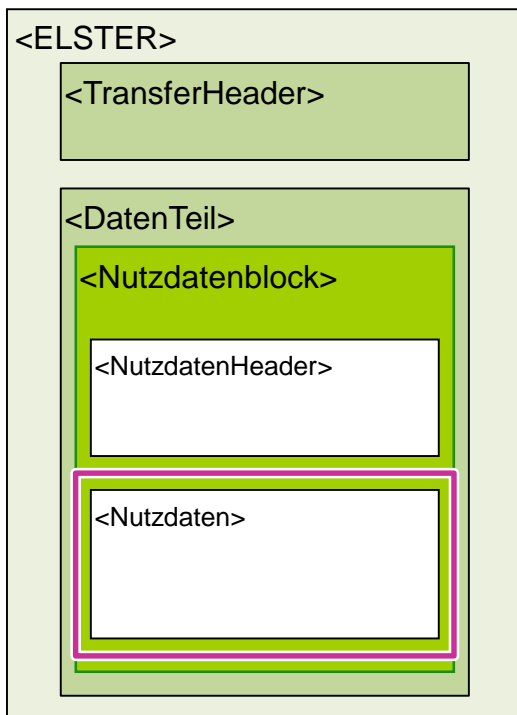 <ELSTER>
<TransferHeader>
<DatenTeil>
<Nutzdatenblock>
<NutzdatenHeader>
<Nutzdaten>